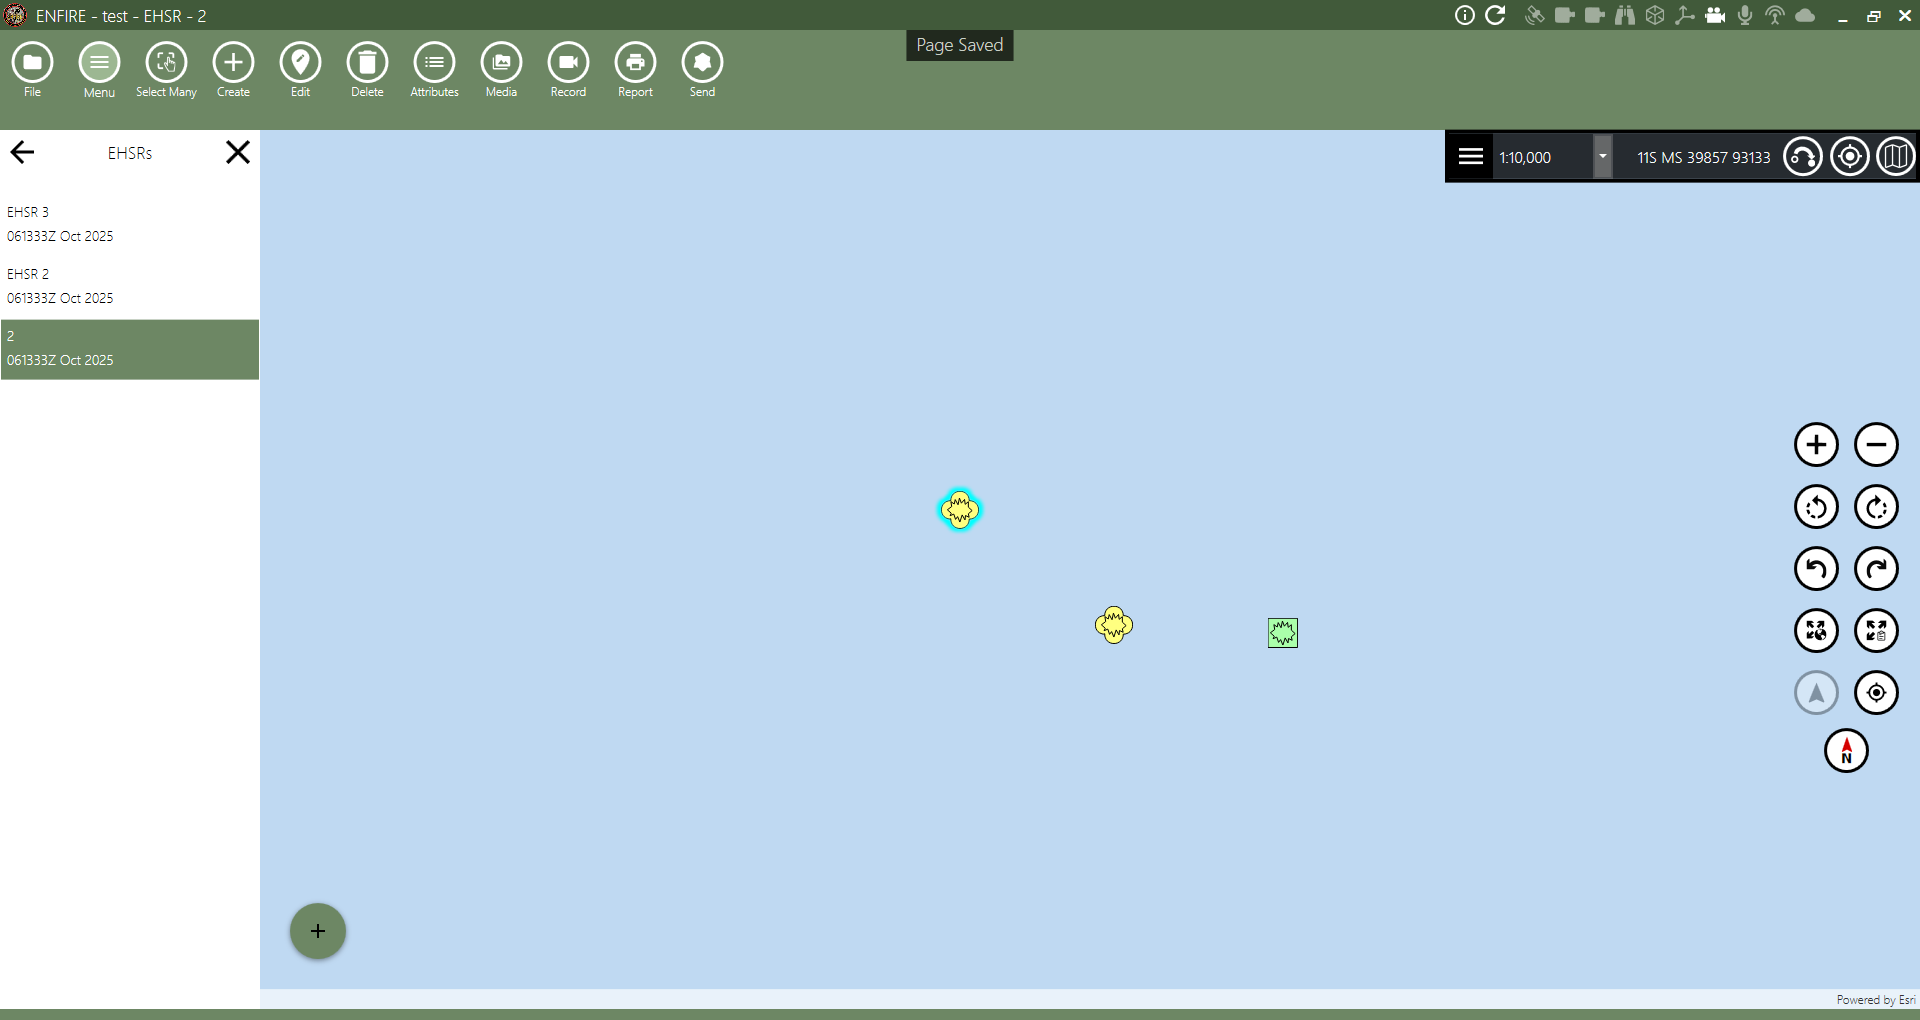 ENFIRE - test - EHSR - 2
Page Saved
File
Menu
Select Many
Create
Edit
Delete
Attributes
Media
Record
Report
Send
EHSRs
1:10,000
11S MS 39857 93133
EHSR 3
061333Z Oct 2025
EHSR 2
061333Z Oct 2025
2
061333Z Oct 2025
N
Powered by Esri